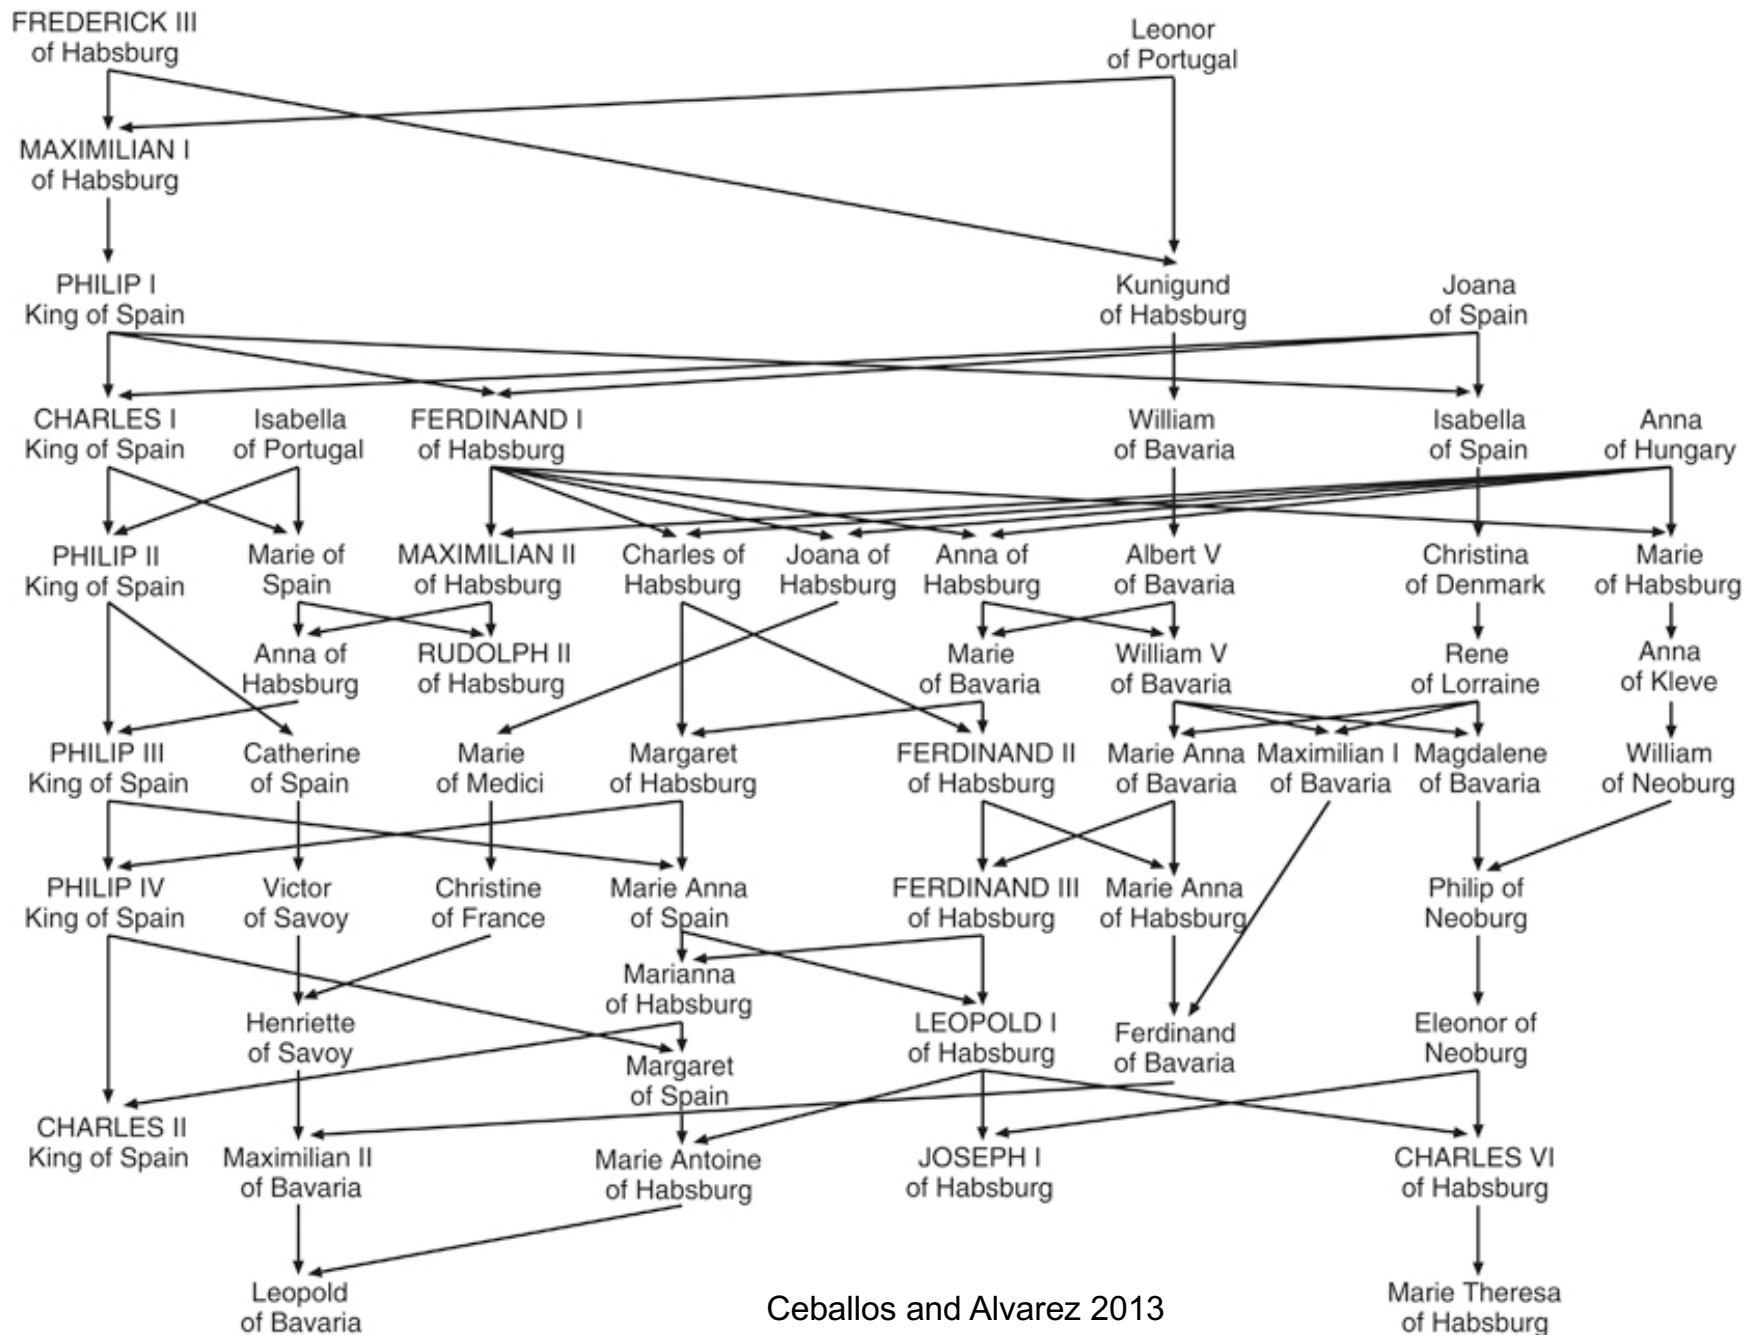 FREDERICK III
of Habsburg
Leonor
of Portugal
MAXIMILIAN I
of Habsburg
PHILIP I
King of Spain
Kunigund
of Habsburg
Joana
of Spain
CHARLES I
King of Spain
Isabella
of Portugal
FERDINAND I
of Habsburg
William
of Bavaria
Isabella
of Spain
Anna
of Hungary
PHILIP II
King of Spain
Marie of
Spain
MAXIMILIAN II
of Habsburg
Charles of
Habsburg
Joana of
Habsburg
Anna of
Habsburg
Albert V
of Bavaria
Christina
of Denmark
Marie
of Habsburg
Anna of
Habsburg
RUDOLPH II
of Habsburg
Marie
of Bavaria
William V
of Bavaria
Rene
of Lorraine
Anna
of Kleve
PHILIP III
King of Spain
Catherine
of Spain
Marie
of Medici
Margaret
of Habsburg
FERDINAND II
of Habsburg
Marie Anna
of Bavaria
Maximilian I
of Bavaria
Magdalene
of Bavaria
William
of Neoburg
PHILIP IV
King of Spain
Victor
of Savoy
Christine
of France
Marie Anna
of Spain
FERDINAND III
of Habsburg
Marie Anna
of Habsburg
Philip of
Neoburg
Marianna
of Habsburg
Henriette
of Savoy
LEOPOLD I
of Habsburg
Ferdinand
of Bavaria
Eleonor of
Neoburg
Margaret
of Spain
CHARLES II
King of Spain
Maximilian II
of Bavaria
Marie Antoine
of Habsburg
JOSEPH I
of Habsburg
CHARLES VI
of Habsburg
Leopold
of Bavaria
Marie Theresa
of Habsburg
Ceballos and Alvarez 2013